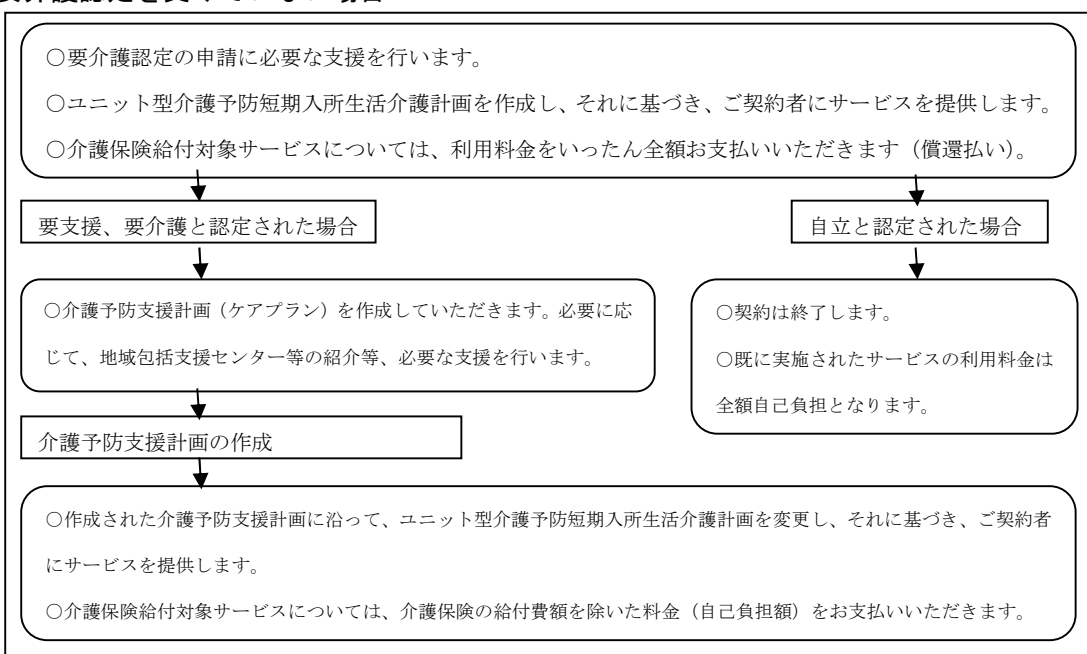 要介護認定を受けていない場合
○要介護認定の申請に必要な支援を行います。
○ユニット型介護予防短期入所生活介護計画を作成し、それに基づき、ご契約者にサービスを提供します。
○介護保険給付対象サービスについては、利用料金をいったん全額お支払いいただきます（償還払い）。
要支援、要介護と認定された場合
自立と認定された場合
○介護予防支援計画（ケアプラン）を作成していただきます。必要に応
じて、地域包括支援センター等の紹介等、必要な支援を行います。
○契約は終了します。
○既に実施されたサービスの利用料金は
全額自己負担となります。
介護予防支援計画の作成
○作成された介護予防支援計画に沿って、ユニット型介護予防短期入所生活介護計画を変更し、それに基づき、ご契約者
にサービスを提供します。
○介護保険給付対象サービスについては、介護保険の給付費額を除いた料金（自己負担額）をお支払いいただきます。